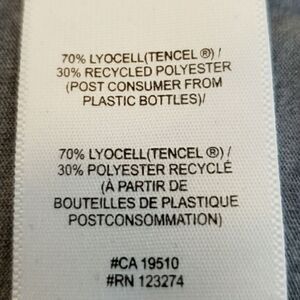 70% LYOCELL(TENCEL ®) /
30% RECYCLED POLYESTER
(POST CONSUMER FROM
PLASTIC BOTTLES)/
70% LYOCELL(TENCEL ®) /
30% POLYESTER RECYCLÉ
(À PARTIR DE
BOUTEILLES DE PLASTIQUE
POSTCONSOMMATION)
#CA 19510
#RN 123274